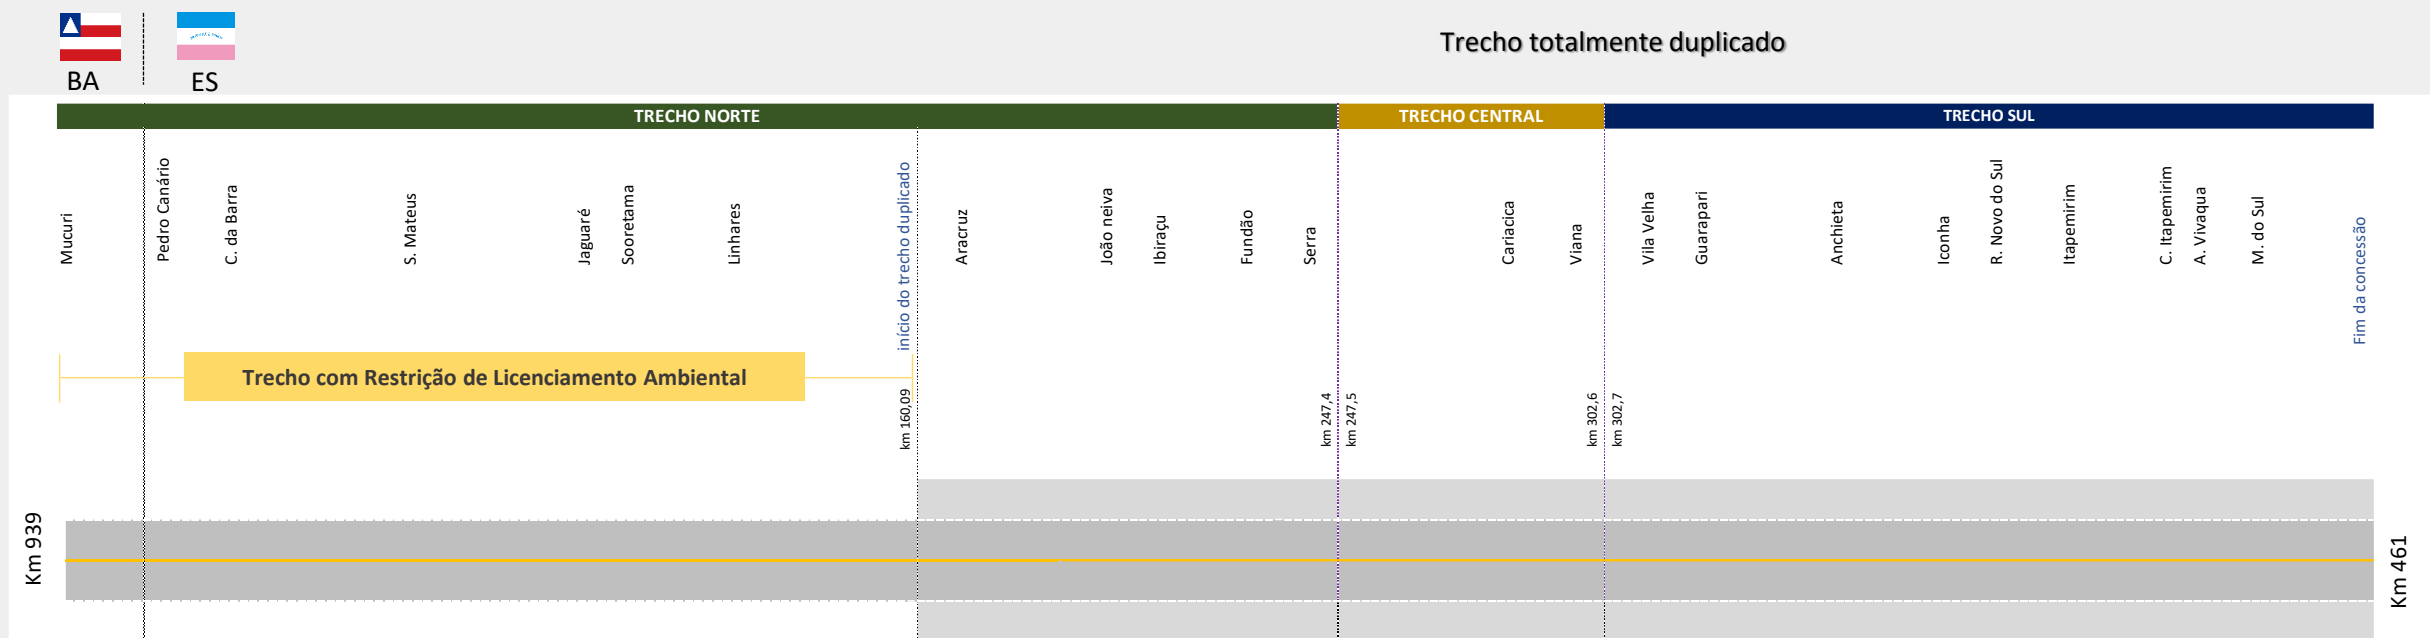 Trecho totalmente duplicado
BA
ES
TRECHO NORTE
TRECHO CENTRAL
TRECHO SUL
Mucuri
Pedro Canário
C. da Barra
S. Mateus
Jaguaré
Sooretama
Linhares
início do trecho duplicado
Aracruz
João neiva
Ibiraçu
Fundão
Serra
Cariacica
Viana
Vila Velha
Guarapari
Anchieta
Iconha
R. Novo do Sul
Itapemirim
C. Itapemirim
A. Vivaqua
M. do Sul
Fim da concessão
Trecho com Restrição de Licenciamento Ambiental
km 160,09
km 247,4
km 247,5
km 302,6
km 302,7
Km 939
Km 461